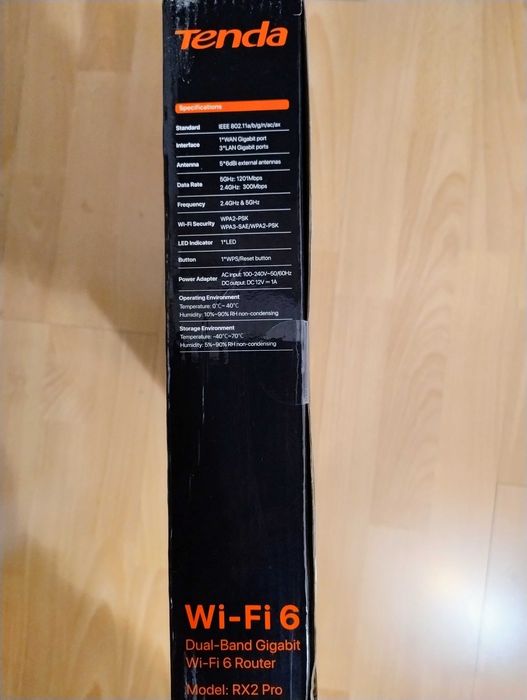 Tenda
Specifications
Standard IEEE 802.11a/b/g/n/ac/ax
Interface 1*WAN Gigabit port
3*LAN Gigabit ports
Antenna 5*6dBi external antennas
Data Rate 5GHz: 1201Mbps
2.4GHz: 300Mbps
Frequency 2.4GHz & 5GHz
Wi-Fi Security WPA2-PSK
WPA3-SAE/WPA2-PSK
LED Indicator 1*LED
Button 1*WPS/Reset button
Power Adapter AC input: 100-240V~50/60Hz
DC output: DC 12V⎓1A
Operating Environment
Temperature: 0℃~ 40℃
Humidity: 10%~90% RH non-condensing
Storage Environment
Temperature: -40℃~70℃
Humidity: 5%~90% RH non-condensing
Wi-Fi 6
Dual-Band Gigabit
Wi-Fi 6 Router
Model: RX2 Pro